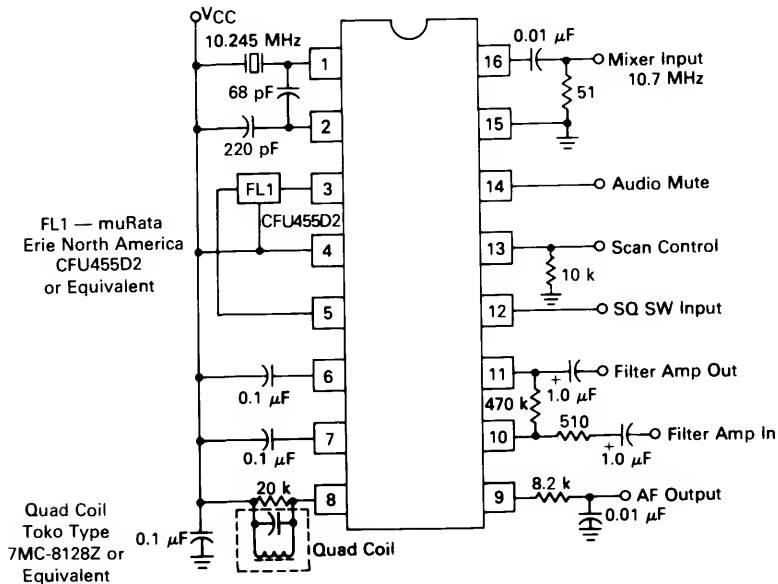 VCC
10.245 MHz
68 pF
220 pF
FL1
CFU455D2
FL1 — muRata
Erie North America
CFU455D2
or Equivalent
0.1 µF
0.1 µF
20 k
0.1 µF
Quad Coil
Quad Coil
Toko Type
7MC-8128Z or
Equivalent
1
2
3
4
5
6
7
8
16
15
14
13
12
11
10
9
0.01 µF
Mixer Input
10.7 MHz
51
Audio Mute
Scan Control
10 k
SQ SW Input
Filter Amp Out
+
1.0 µF
470 k
510
Filter Amp In
+
1.0 µF
8.2 k
AF Output
0.01 µF